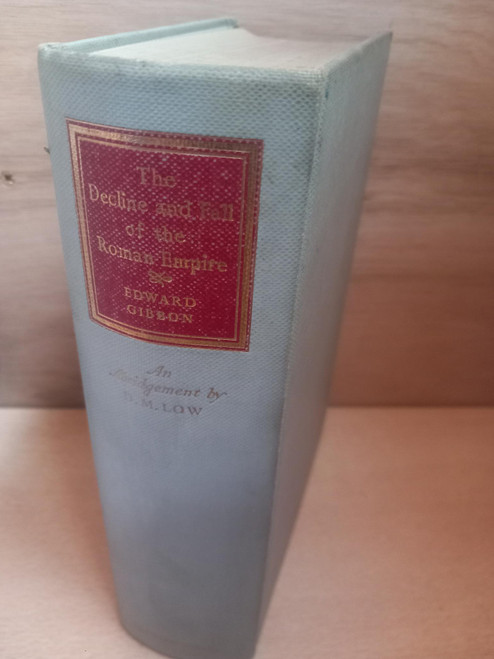 The
Decline and Fall
of the
Roman Empire
EDWARD
GIBBON
An
Abridgement by
D. M. LOW